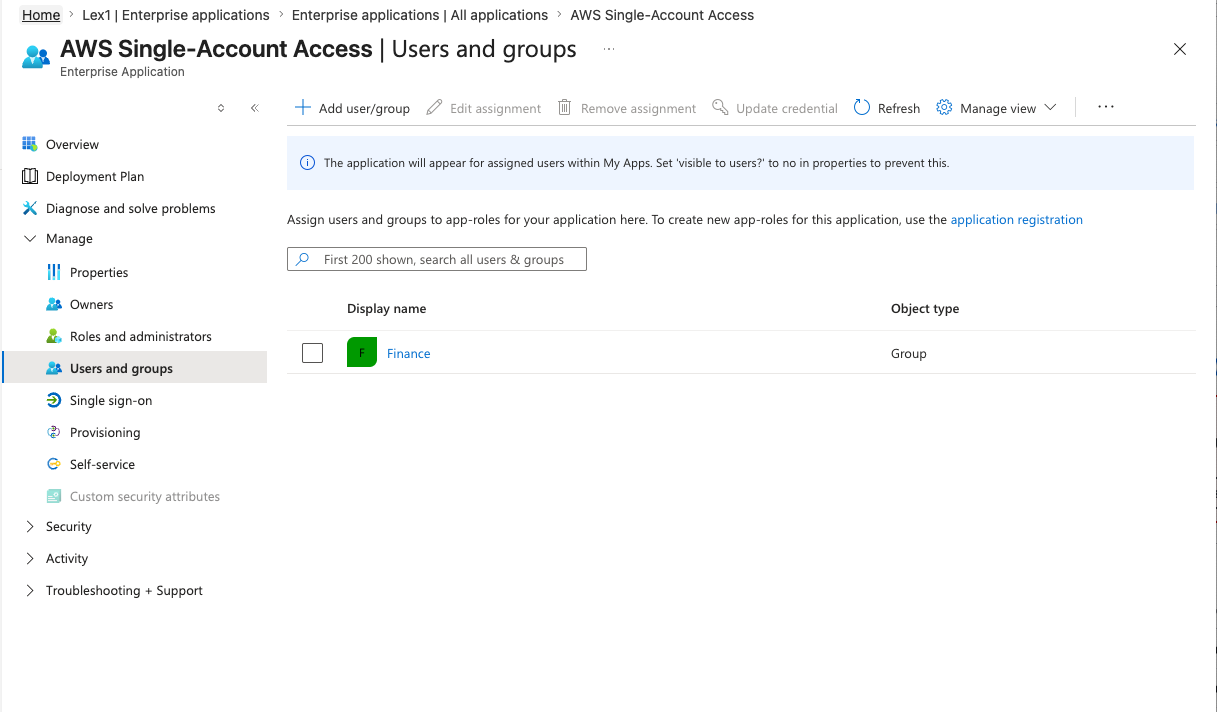 Home > Lex1 | Enterprise applications > Enterprise applications | All applications > AWS Single-Account Access
AWS Single-Account Access | Users and groups ...
Enterprise Application
Add user/group Edit assignment Remove assignment Update credential Refresh Manage view ...
Overview
Deployment Plan
Diagnose and solve problems
Manage
Properties
Owners
Roles and administrators
Users and groups
Single sign-on
Provisioning
Self-service
Custom security attributes
Security
Activity
Troubleshooting + Support
The application will appear for assigned users within My Apps. Set 'visible to users?' to no in properties to prevent this.
Assign users and groups to app-roles for your application here. To create new app-roles for this application, use the application registration
First 200 shown, search all users & groups
Display name Object type
F Finance Group